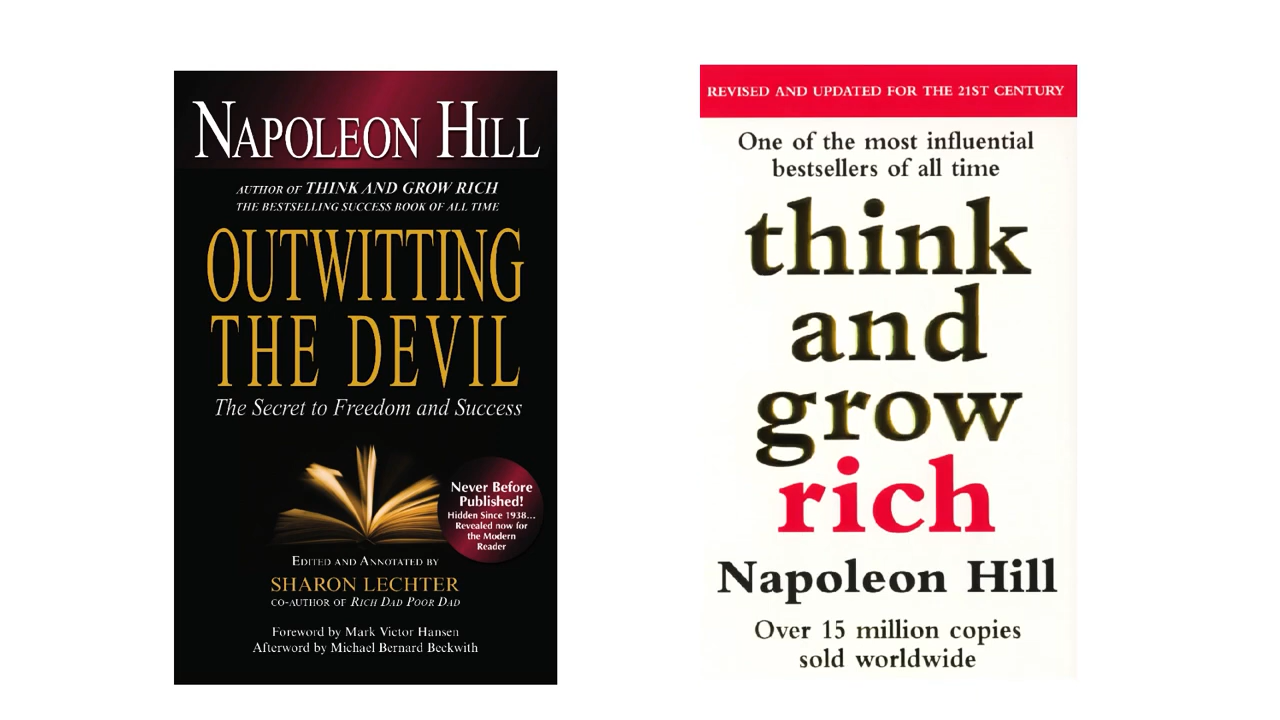 NAPOLEON HILL
AUTHOR OF THINK AND GROW RICH
THE BESTSELLING SUCCESS BOOK OF ALL TIME
OUTWITTING
THE DEVIL
The Secret to Freedom and Success
Never Before
Published!
Hidden Since 1938...
Revealed now for
the Modern
Reader
EDITED AND ANNOTATED BY
SHARON LECHTER
CO-AUTHOR OF RICH DAD POOR DAD
Foreword by Mark Victor Hansen
Afterword by Michael Bernard Beckwith
REVISED AND UPDATED FOR THE 21ST CENTURY
One of the most influential
bestsellers of all time
think
and
grow
rich
Napoleon Hill
Over 15 million copies
sold worldwide